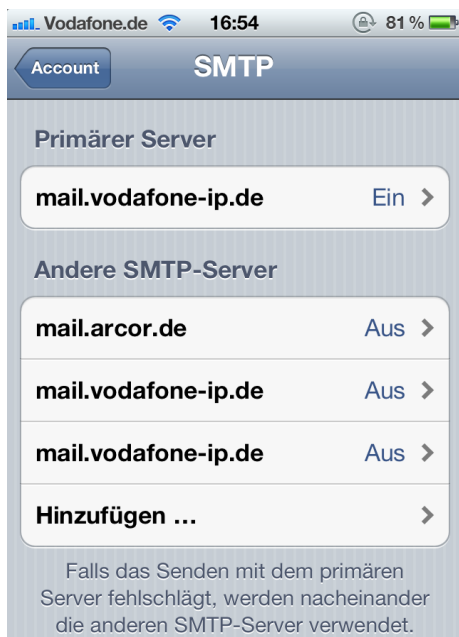 Vodafone.de 16:54 81 %
Account SMTP
Primärer Server
mail.vodafone-ip.de Ein
Andere SMTP-Server
mail.arcor.de Aus
mail.vodafone-ip.de Aus
mail.vodafone-ip.de Aus
Hinzufügen ...
Falls das Senden mit dem primären
Server fehlschlägt, werden nacheinander
die anderen SMTP-Server verwendet.